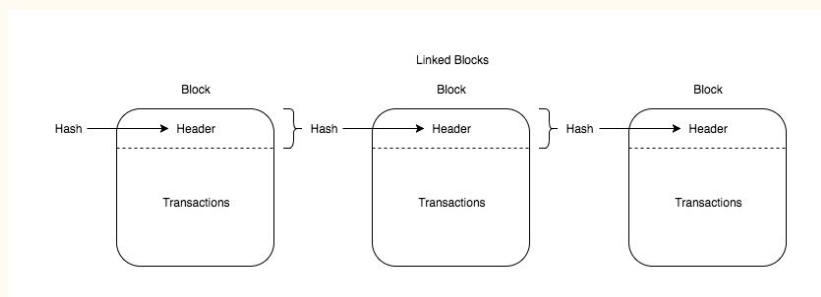 Linked Blocks
Block Block Block
Hash Header Hash Header Hash Header
Transactions Transactions Transactions